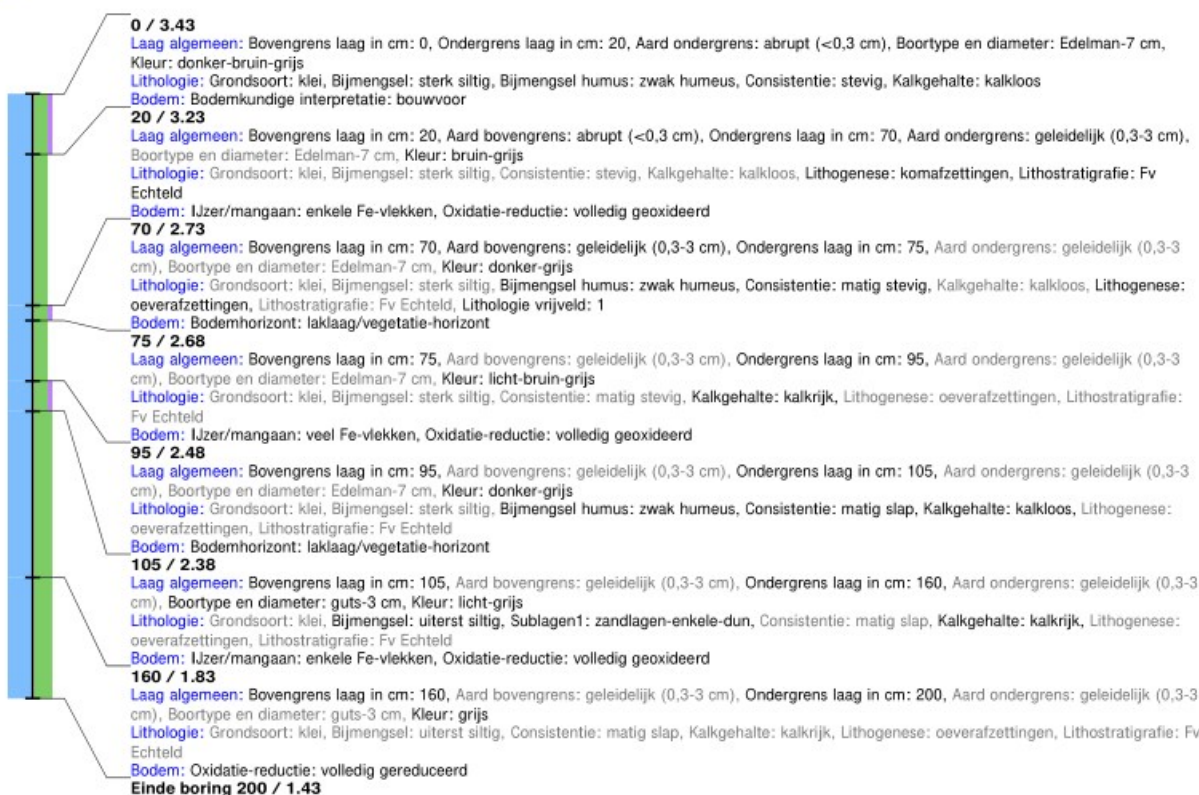 0 / 3.43
Laag algemeen: Bovengrens laag in cm: 0, Ondergrens laag in cm: 20, Aard ondergrens: abrupt (<0,3 cm), Boortype en diameter: Edelman-7 cm,
Kleur: donker-bruin-grijs
Lithologie: Grondsoort: klei, Bijmengsel: sterk siltig, Bijmengsel humus: zwak humeus, Consistentie: stevig, Kalkgehalte: kalkloos
Bodem: Bodemkundige interpretatie: bouwvoor
20 / 3.23
Laag algemeen: Bovengrens laag in cm: 20, Aard bovengrens: abrupt (<0,3 cm), Ondergrens laag in cm: 70, Aard ondergrens: geleidelijk (0,3-3 cm),
Boortype en diameter: Edelman-7 cm, Kleur: bruin-grijs
Lithologie: Grondsoort: klei, Bijmengsel: sterk siltig, Consistentie: stevig, Kalkgehalte: kalkloos, Lithogenese: komafzettingen, Lithostratigrafie: Fv
Echteld
Bodem: IJzer/mangaan: enkele Fe-vlekken, Oxidatie-reductie: volledig geoxideerd
70 / 2.73
Laag algemeen: Bovengrens laag in cm: 70, Aard bovengrens: geleidelijk (0,3-3 cm), Ondergrens laag in cm: 75, Aard ondergrens: geleidelijk (0,3-3
cm), Boortype en diameter: Edelman-7 cm, Kleur: donker-grijs
Lithologie: Grondsoort: klei, Bijmengsel: sterk siltig, Bijmengsel humus: zwak humeus, Consistentie: matig stevig, Kalkgehalte: kalkloos, Lithogenese:
oeverafzettingen, Lithostratigrafie: Fv Echteld, Lithologie vrijveld: 1
Bodem: Bodemhorizont: laklaag/vegetatie-horizont
75 / 2.68
Laag algemeen: Bovengrens laag in cm: 75, Aard bovengrens: geleidelijk (0,3-3 cm), Ondergrens laag in cm: 95, Aard ondergrens: geleidelijk (0,3-3
cm), Boortype en diameter: Edelman-7 cm, Kleur: licht-bruin-grijs
Lithologie: Grondsoort: klei, Bijmengsel: sterk siltig, Consistentie: matig stevig, Kalkgehalte: kalkrijk, Lithogenese: oeverafzettingen, Lithostratigrafie:
Fv Echteld
Bodem: IJzer/mangaan: veel Fe-vlekken, Oxidatie-reductie: volledig geoxideerd
95 / 2.48
Laag algemeen: Bovengrens laag in cm: 95, Aard bovengrens: geleidelijk (0,3-3 cm), Ondergrens laag in cm: 105, Aard ondergrens: geleidelijk (0,3-3
cm), Boortype en diameter: Edelman-7 cm, Kleur: donker-grijs
Lithologie: Grondsoort: klei, Bijmengsel: sterk siltig, Bijmengsel humus: zwak humeus, Consistentie: matig slap, Kalkgehalte: kalkloos, Lithogenese:
oeverafzettingen, Lithostratigrafie: Fv Echteld
Bodem: Bodemhorizont: laklaag/vegetatie-horizont
105 / 2.38
Laag algemeen: Bovengrens laag in cm: 105, Aard bovengrens: geleidelijk (0,3-3 cm), Ondergrens laag in cm: 160, Aard ondergrens: geleidelijk (0,3-3
cm), Boortype en diameter: guts-3 cm, Kleur: licht-grijs
Lithologie: Grondsoort: klei, Bijmengsel: uiterst siltig, Sublagen1: zandlagen-enkele-dun, Consistentie: matig slap, Kalkgehalte: kalkrijk, Lithogenese:
oeverafzettingen, Lithostratigrafie: Fv Echteld
Bodem: IJzer/mangaan: enkele Fe-vlekken, Oxidatie-reductie: volledig geoxideerd
160 / 1.83
Laag algemeen: Bovengrens laag in cm: 160, Aard bovengrens: geleidelijk (0,3-3 cm), Ondergrens laag in cm: 200, Aard ondergrens: geleidelijk (0,3-3
cm), Boortype en diameter: guts-3 cm, Kleur: grijs
Lithologie: Grondsoort: klei, Bijmengsel: uiterst siltig, Consistentie: matig slap, Kalkgehalte: kalkrijk, Lithogenese: oeverafzettingen, Lithostratigrafie: Fv
Echteld
Bodem: Oxidatie-reductie: volledig gereduceerd
Einde boring 200 / 1.43